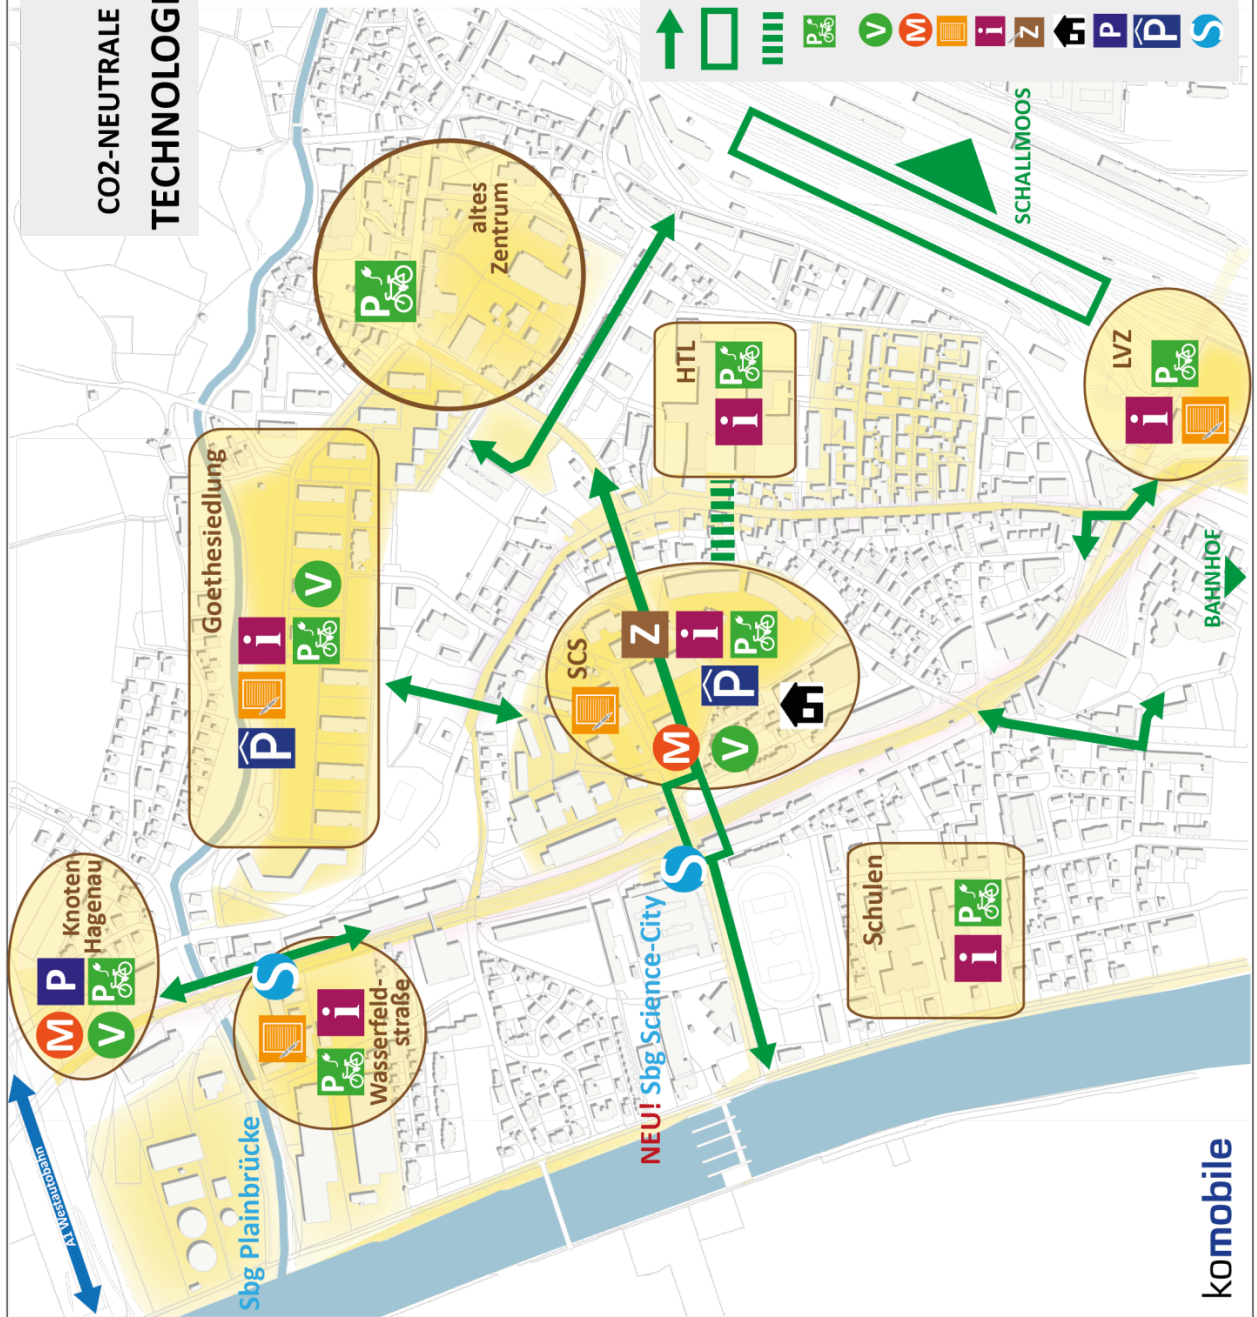 CO2-NEUTRALE
TECHNOLOGI
altes
Zentrum
P
SCHALLMOOS
Goethesiedlung
P
i
P
V
HTL
i
P
LVZ
i
P
Knoten
Hagenau
M
P
V
P
SCS
Z
i
P
P
M
V
G
BAHNHOF
S
Wasserfeld-
straße
P
i
A1 Westautobahn
Sbg Plainbrücke
S
NEU! Sbg Science-City
Schulen
i
P
komobile
P
V
M
i
Z
G
P
P
S